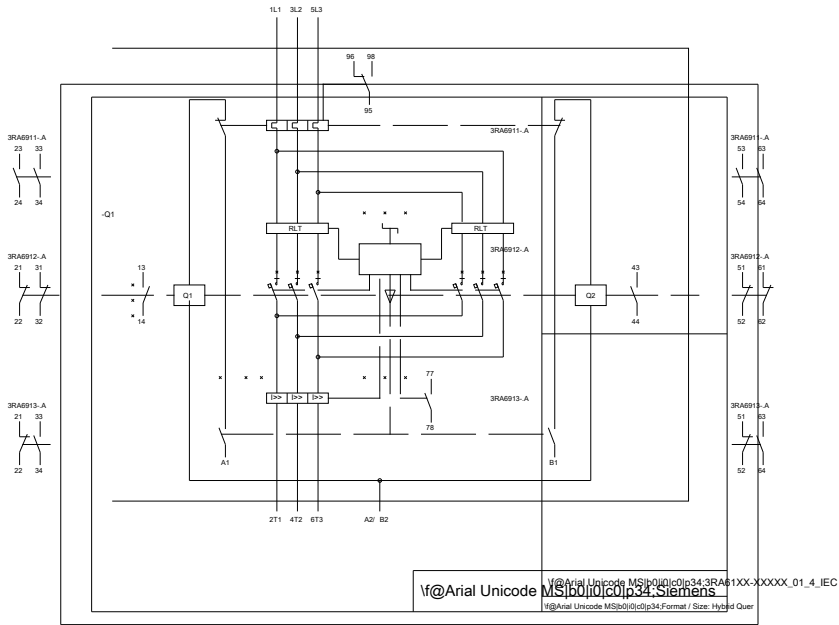 1L1 3L2 5L3
96 98
95
3RA6911-.A
23 33
24 34
3RA6911-.A
3RA6911-.A
53 63
54 64
-Q1
RLT
RLT
3RA6912-.A
21 31
22 32
13
14
Q1
3RA6912-.A
Q2
43
44
3RA6912-.A
51 61
52 62
3RA6913-.A
21 33
22 34
I>> I>> I>>
77
78
3RA6913-.A
3RA6913-.A
51 63
52 64
A1
B1
2T1 4T2 6T3
A2/ B2
\f@Arial Unicode MS|b0|i0|c0|p34;Siemens
\f@Arial Unicode MS|b0|i0|c0|p34;3RA61XX-XXXXX_01_4_IEC
\f@Arial Unicode MS|b0|i0|c0|p34;Format / Size: Hybrid Quer